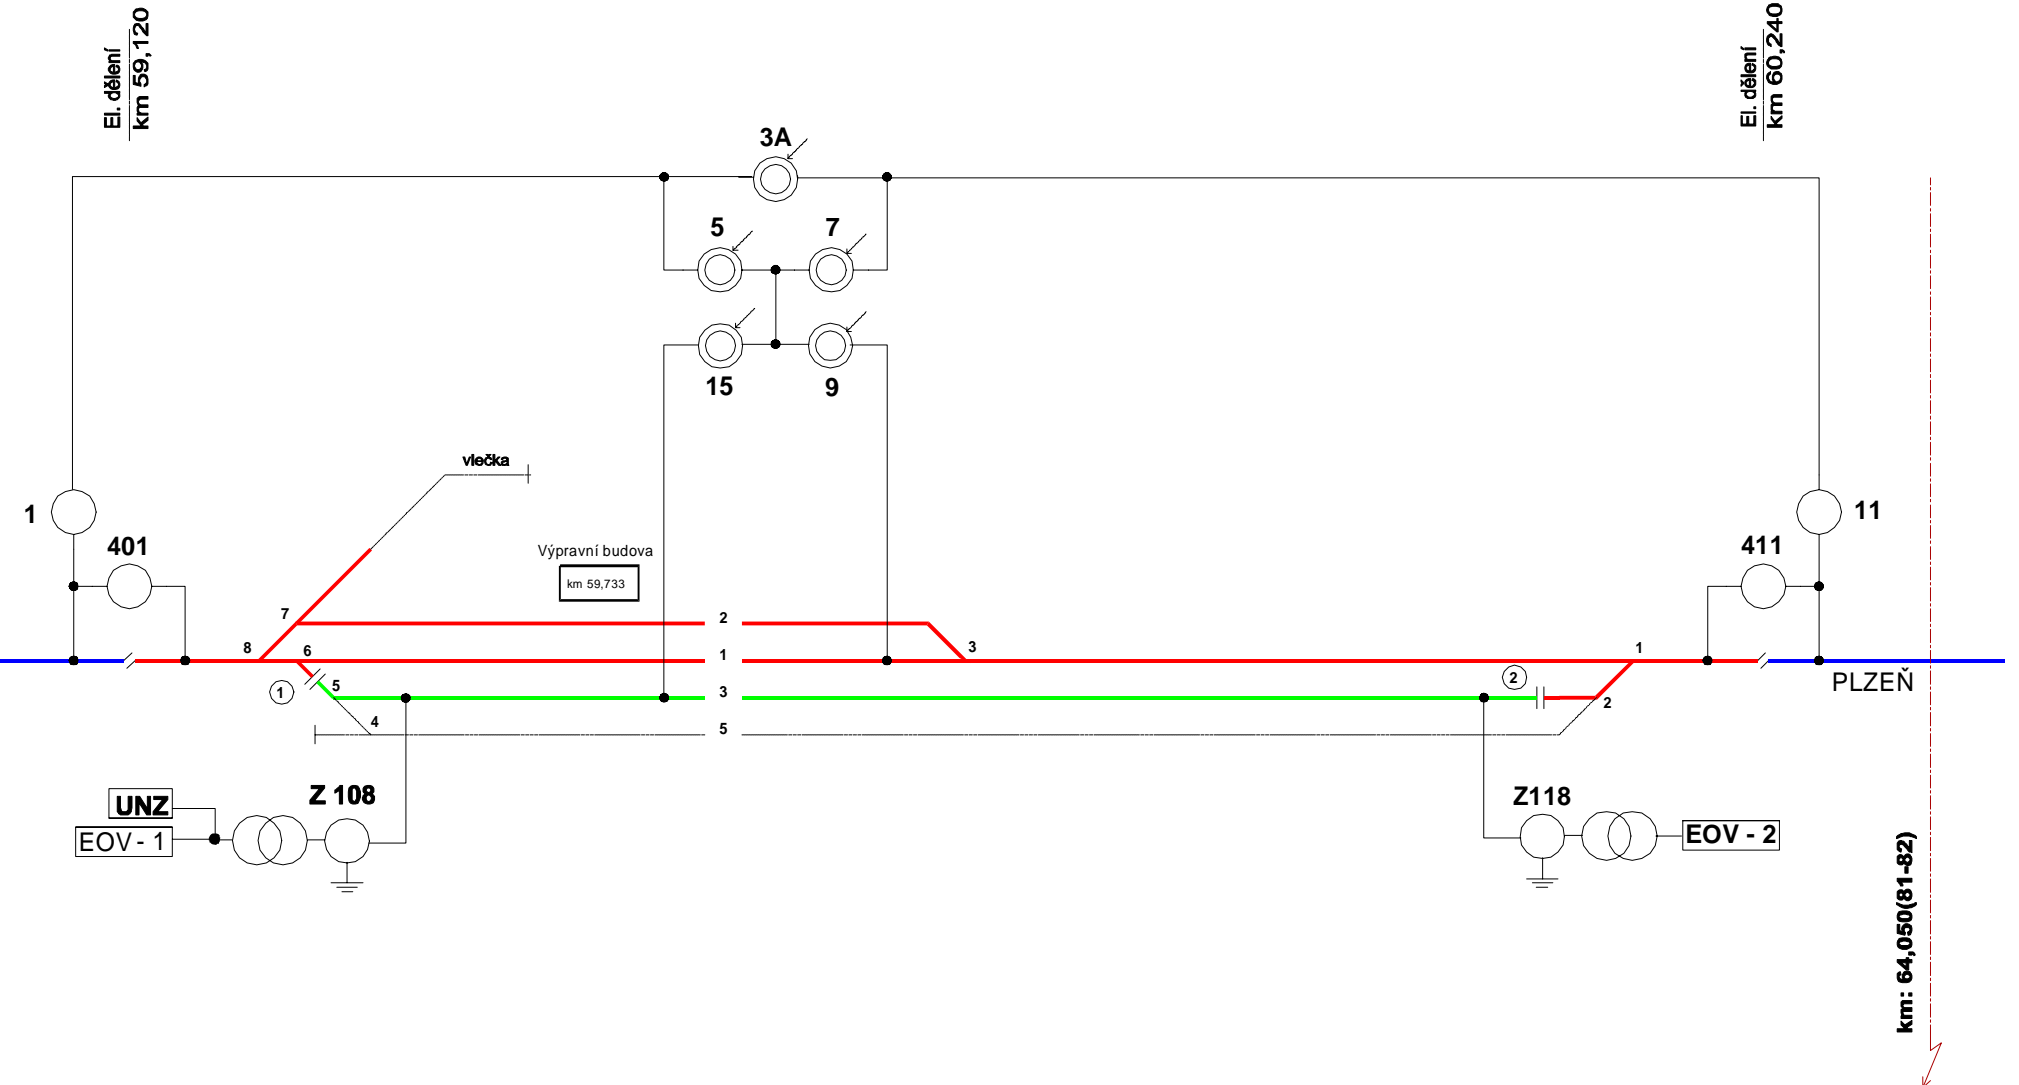 El. dělení
km 59,120
El. dělení
km 60,240
3A
5
7
15
9
vlečka
1
401
Výpravní budova
km 59,733
11
411
7
2
8
6
1
3
1
1
5
3
2
2
4
5
PLZEŇ
UNZ
EOV - 1
Z 108
Z118
EOV - 2
km: 64,050(81-82)